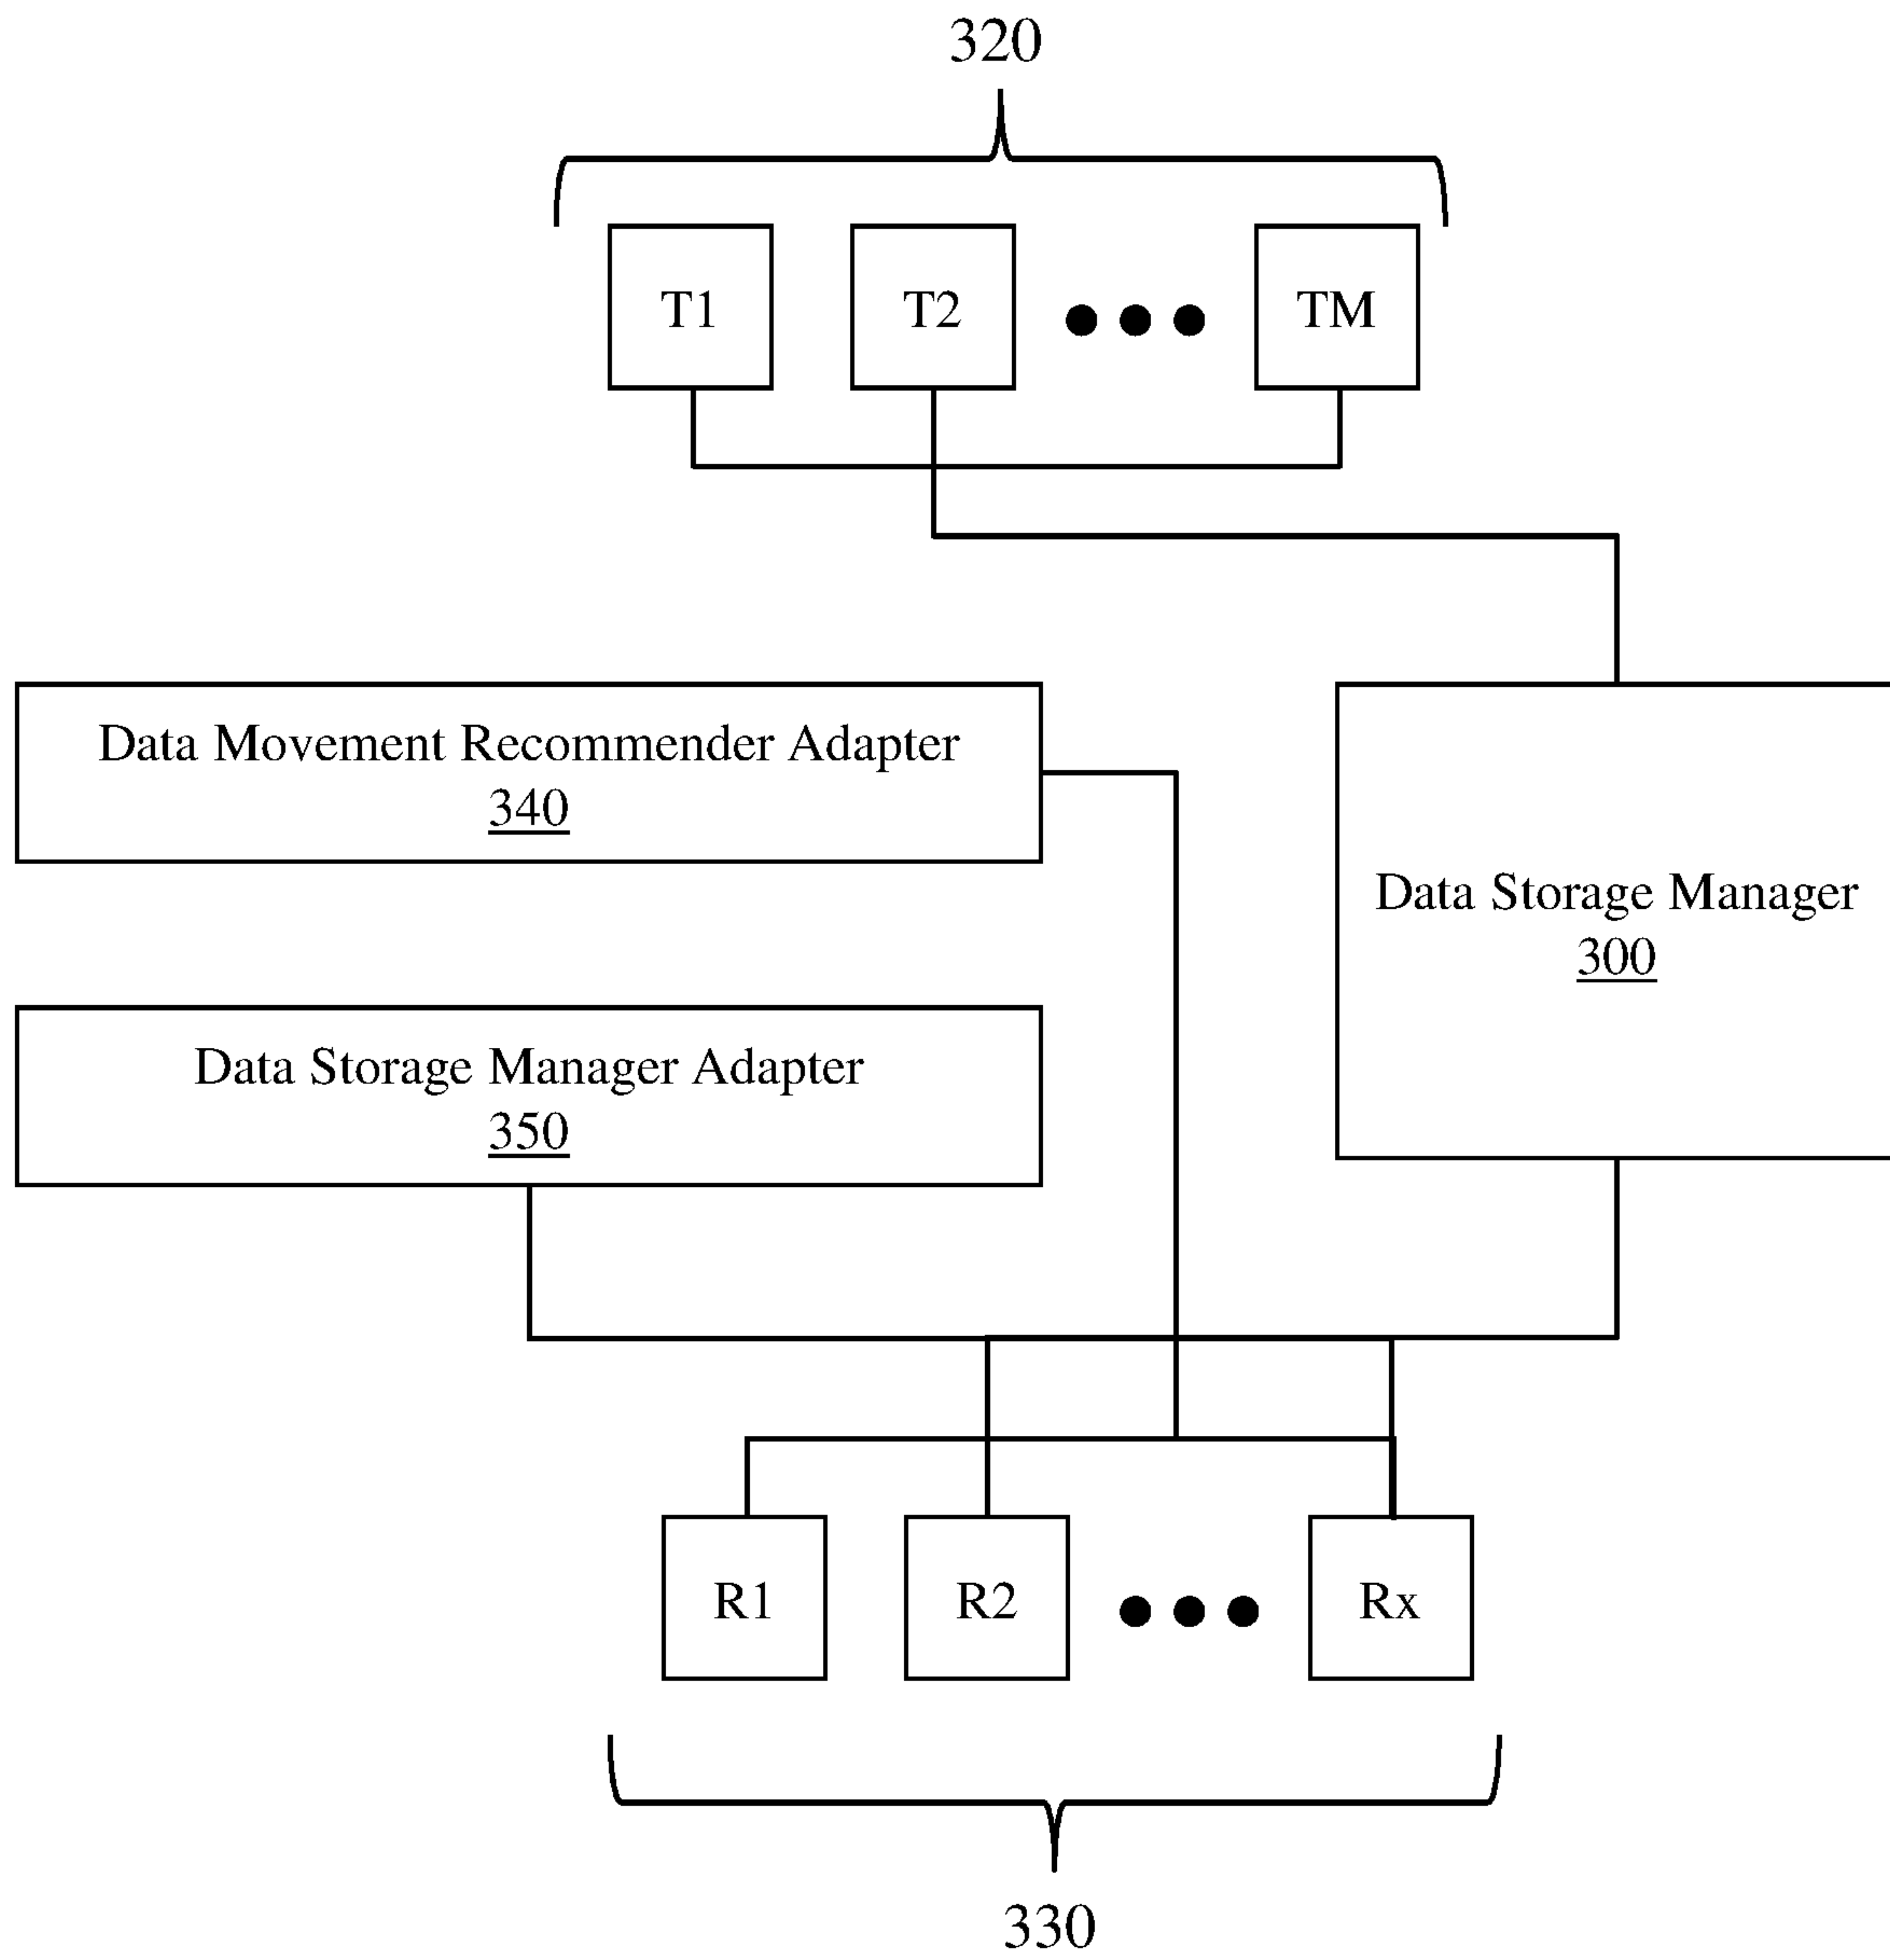 320
T1
T2
TM
Data Movement Recommender Adapter
340
Data Storage Manager
300
Data Storage Manager Adapter
350
R1
R2
Rx
330